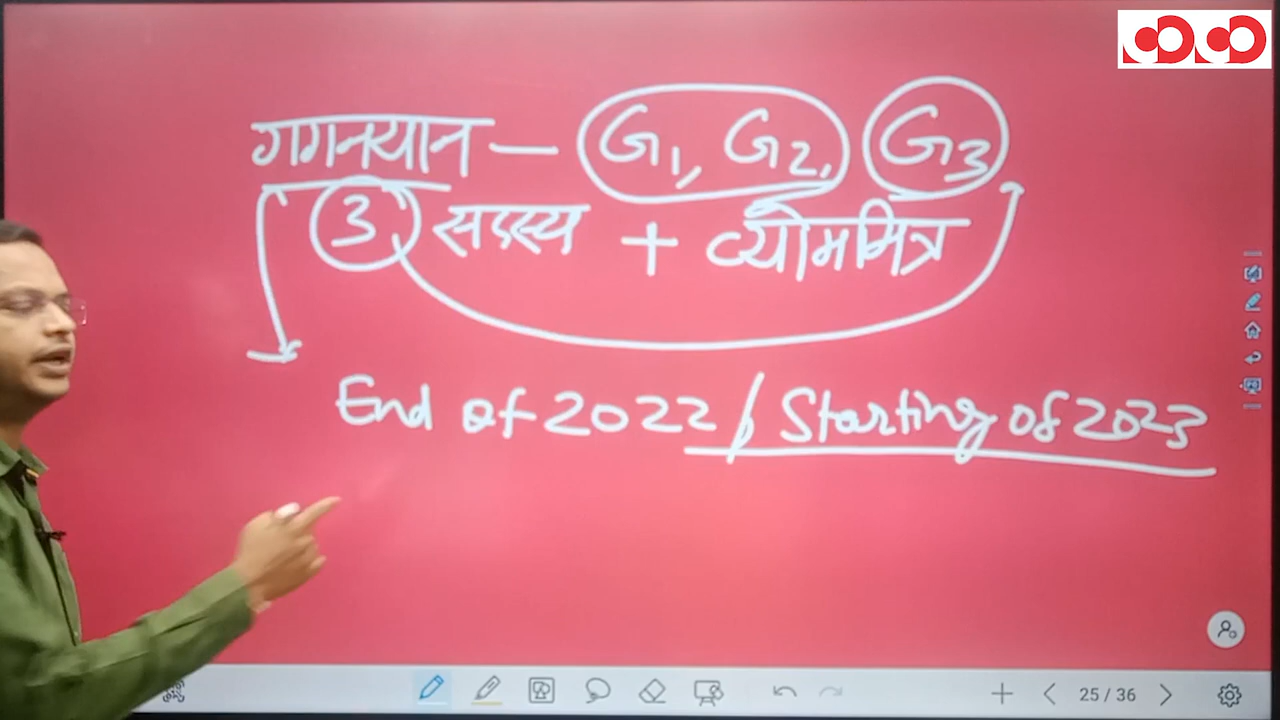 गगनयान — G1, G2, G3
3 सदस्य + व्योममित्र
End of 2022 / Starting of 2023
25 / 36